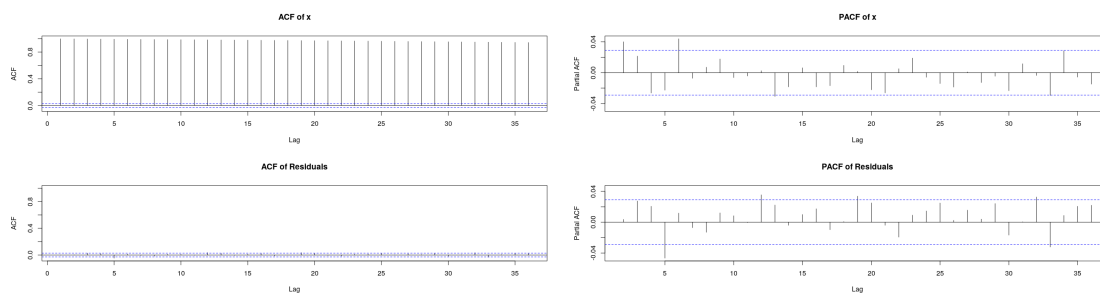 ACF of x
ACF
0.0 0.4 0.8
0 5 10 15 20 25 30 35
Lag
PACF of x
Partial ACF
-0.04 0.00 0.04
5 10 15 20 25 30 35
Lag
ACF of Residuals
ACF
0.0 0.4 0.8
0 5 10 15 20 25 30 35
Lag
PACF of Residuals
Partial ACF
-0.04 0.00 0.04
5 10 15 20 25 30 35
Lag